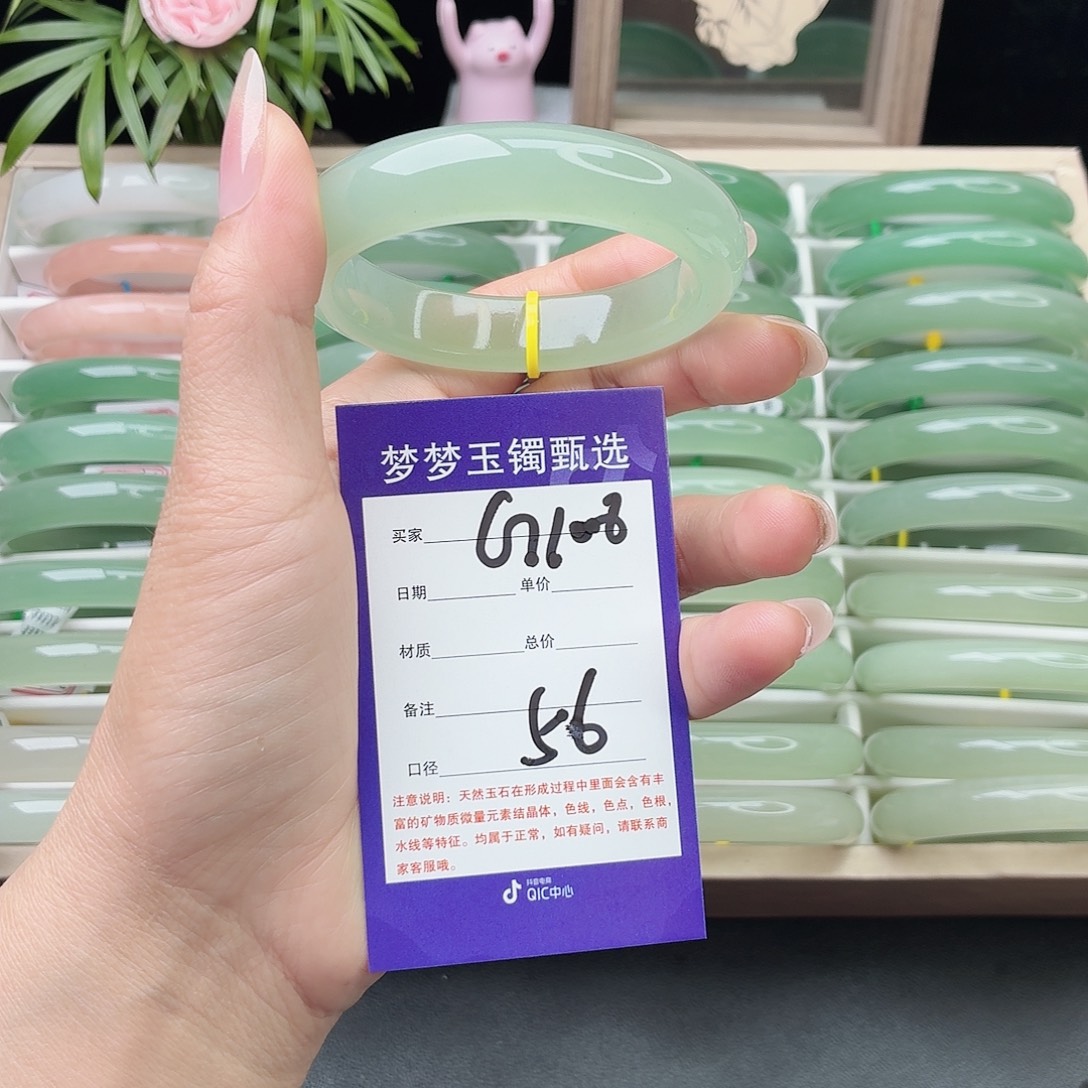 梦梦玉镯甄选
买家
日期 单价
材质 总价
备注
56
口径
注意说明：天然玉石在形成过程中里面会含有丰
富的矿物质微量元素结晶体，色线，色点，色根，
水线等特征。均属于正常，如有疑问，请联系商
家客服哦。
抖音电商
QIC中心